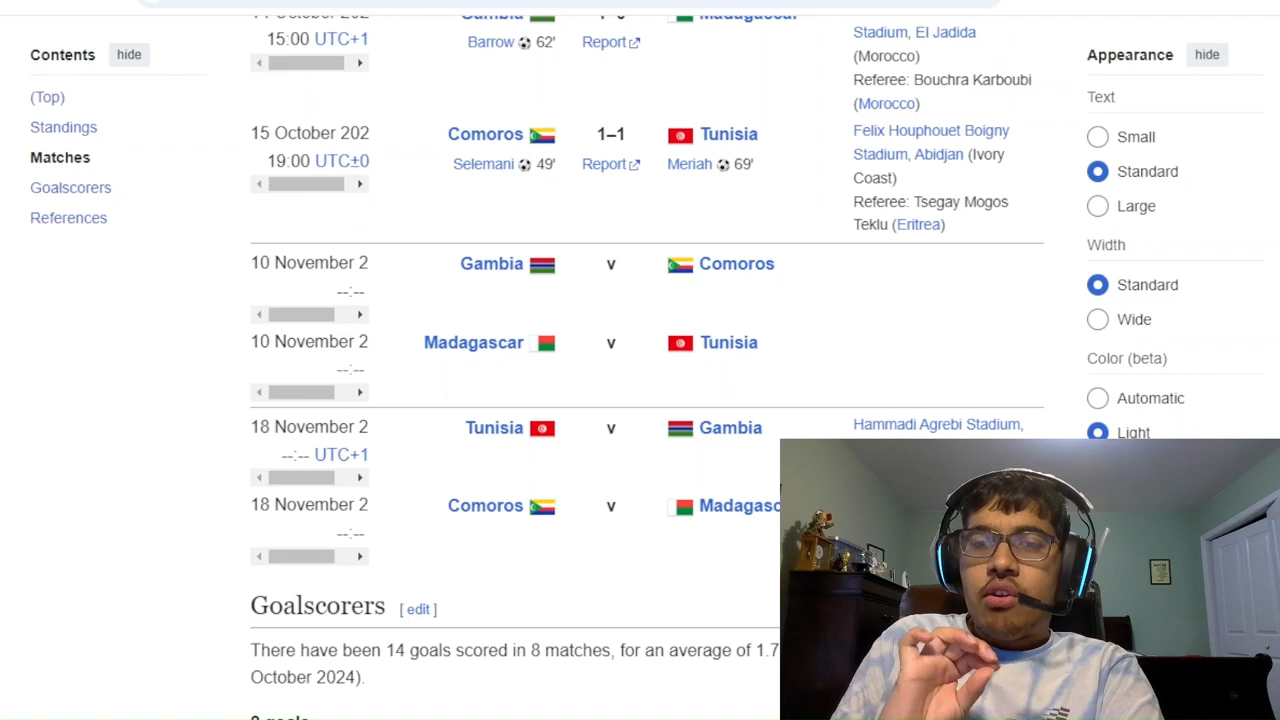 Contents hide
(Top)
Standings
Matches
Goalscorers
References
15:00 UTC+1
Barrow 62' Report
Stadium, El Jadida
(Morocco)
Referee: Bouchra Karboubi
(Morocco)
15 October 202
19:00 UTC±0
Comoros 1–1 Tunisia
Selemani 49' Report Meriah 69'
Felix Houphouet Boigny
Stadium, Abidjan (Ivory
Coast)
Referee: Tsegay Mogos
Teklu (Eritrea)
10 November 2
--:--
Gambia v Comoros
10 November 2
--:--
Madagascar v Tunisia
18 November 2
--:-- UTC+1
Tunisia v Gambia
Hammadi Agrebi Stadium,
18 November 2
--:--
Comoros v Madagasc
Goalscorers [ edit ]
There have been 14 goals scored in 8 matches, for an average of 1.7
October 2024).
Appearance hide
Text
Small
Standard
Large
Width
Standard
Wide
Color (beta)
Automatic
Light